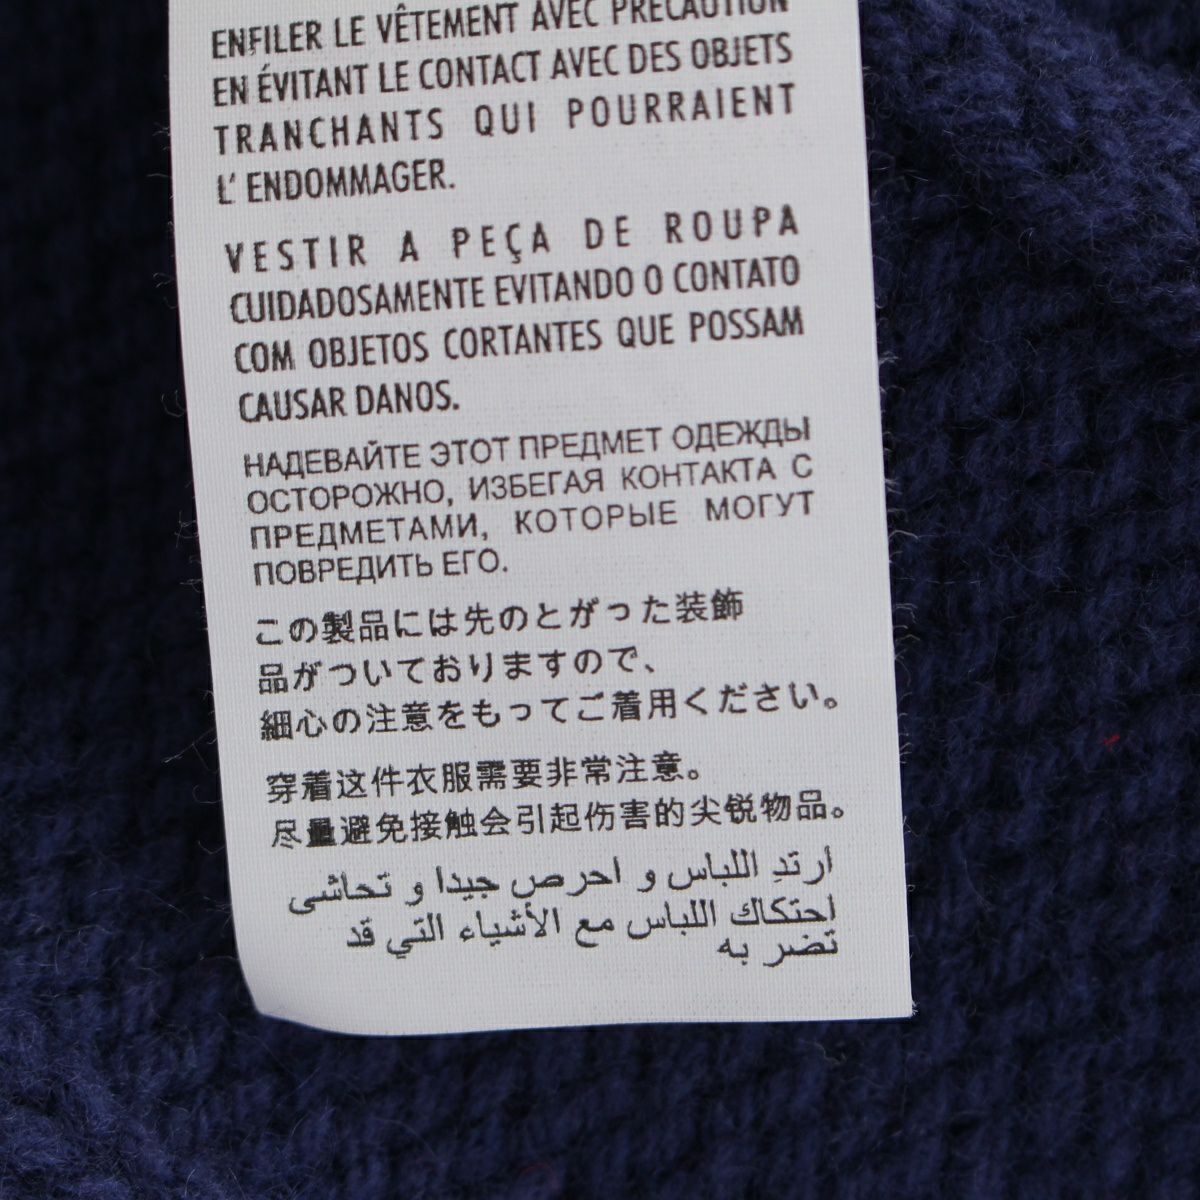 ENFILER LE VÊTEMENT AVEC PRÉCAUTION
EN ÉVITANT LE CONTACT AVEC DES OBJETS
TRANCHANTS QUI POURRAIENT
L' ENDOMMAGER.
VESTIR A PEÇA DE ROUPA
CUIDADOSAMENTE EVITANDO O CONTATO
COM OBJETOS CORTANTES QUE POSSAM
CAUSAR DANOS.
НАДЕВАЙТЕ ЭТОТ ПРЕДМЕТ ОДЕЖДЫ
ОСТОРОЖНО, ИЗБЕГАЯ КОНТАКТА С
ПРЕДМЕТАМИ, КОТОРЫЕ МОГУТ
ПОВРЕДИТЬ ЕГО.
この製品には先のとがった装飾
品がついておりますので、
細心の注意をもってご着用ください。
穿着这件衣服需要非常注意。
尽量避免接触会引起伤害的尖锐物品。
ارتدِ اللباس و احرص جيدا و تحاشى
احتكاك اللباس مع الأشياء التي قد
تضر به